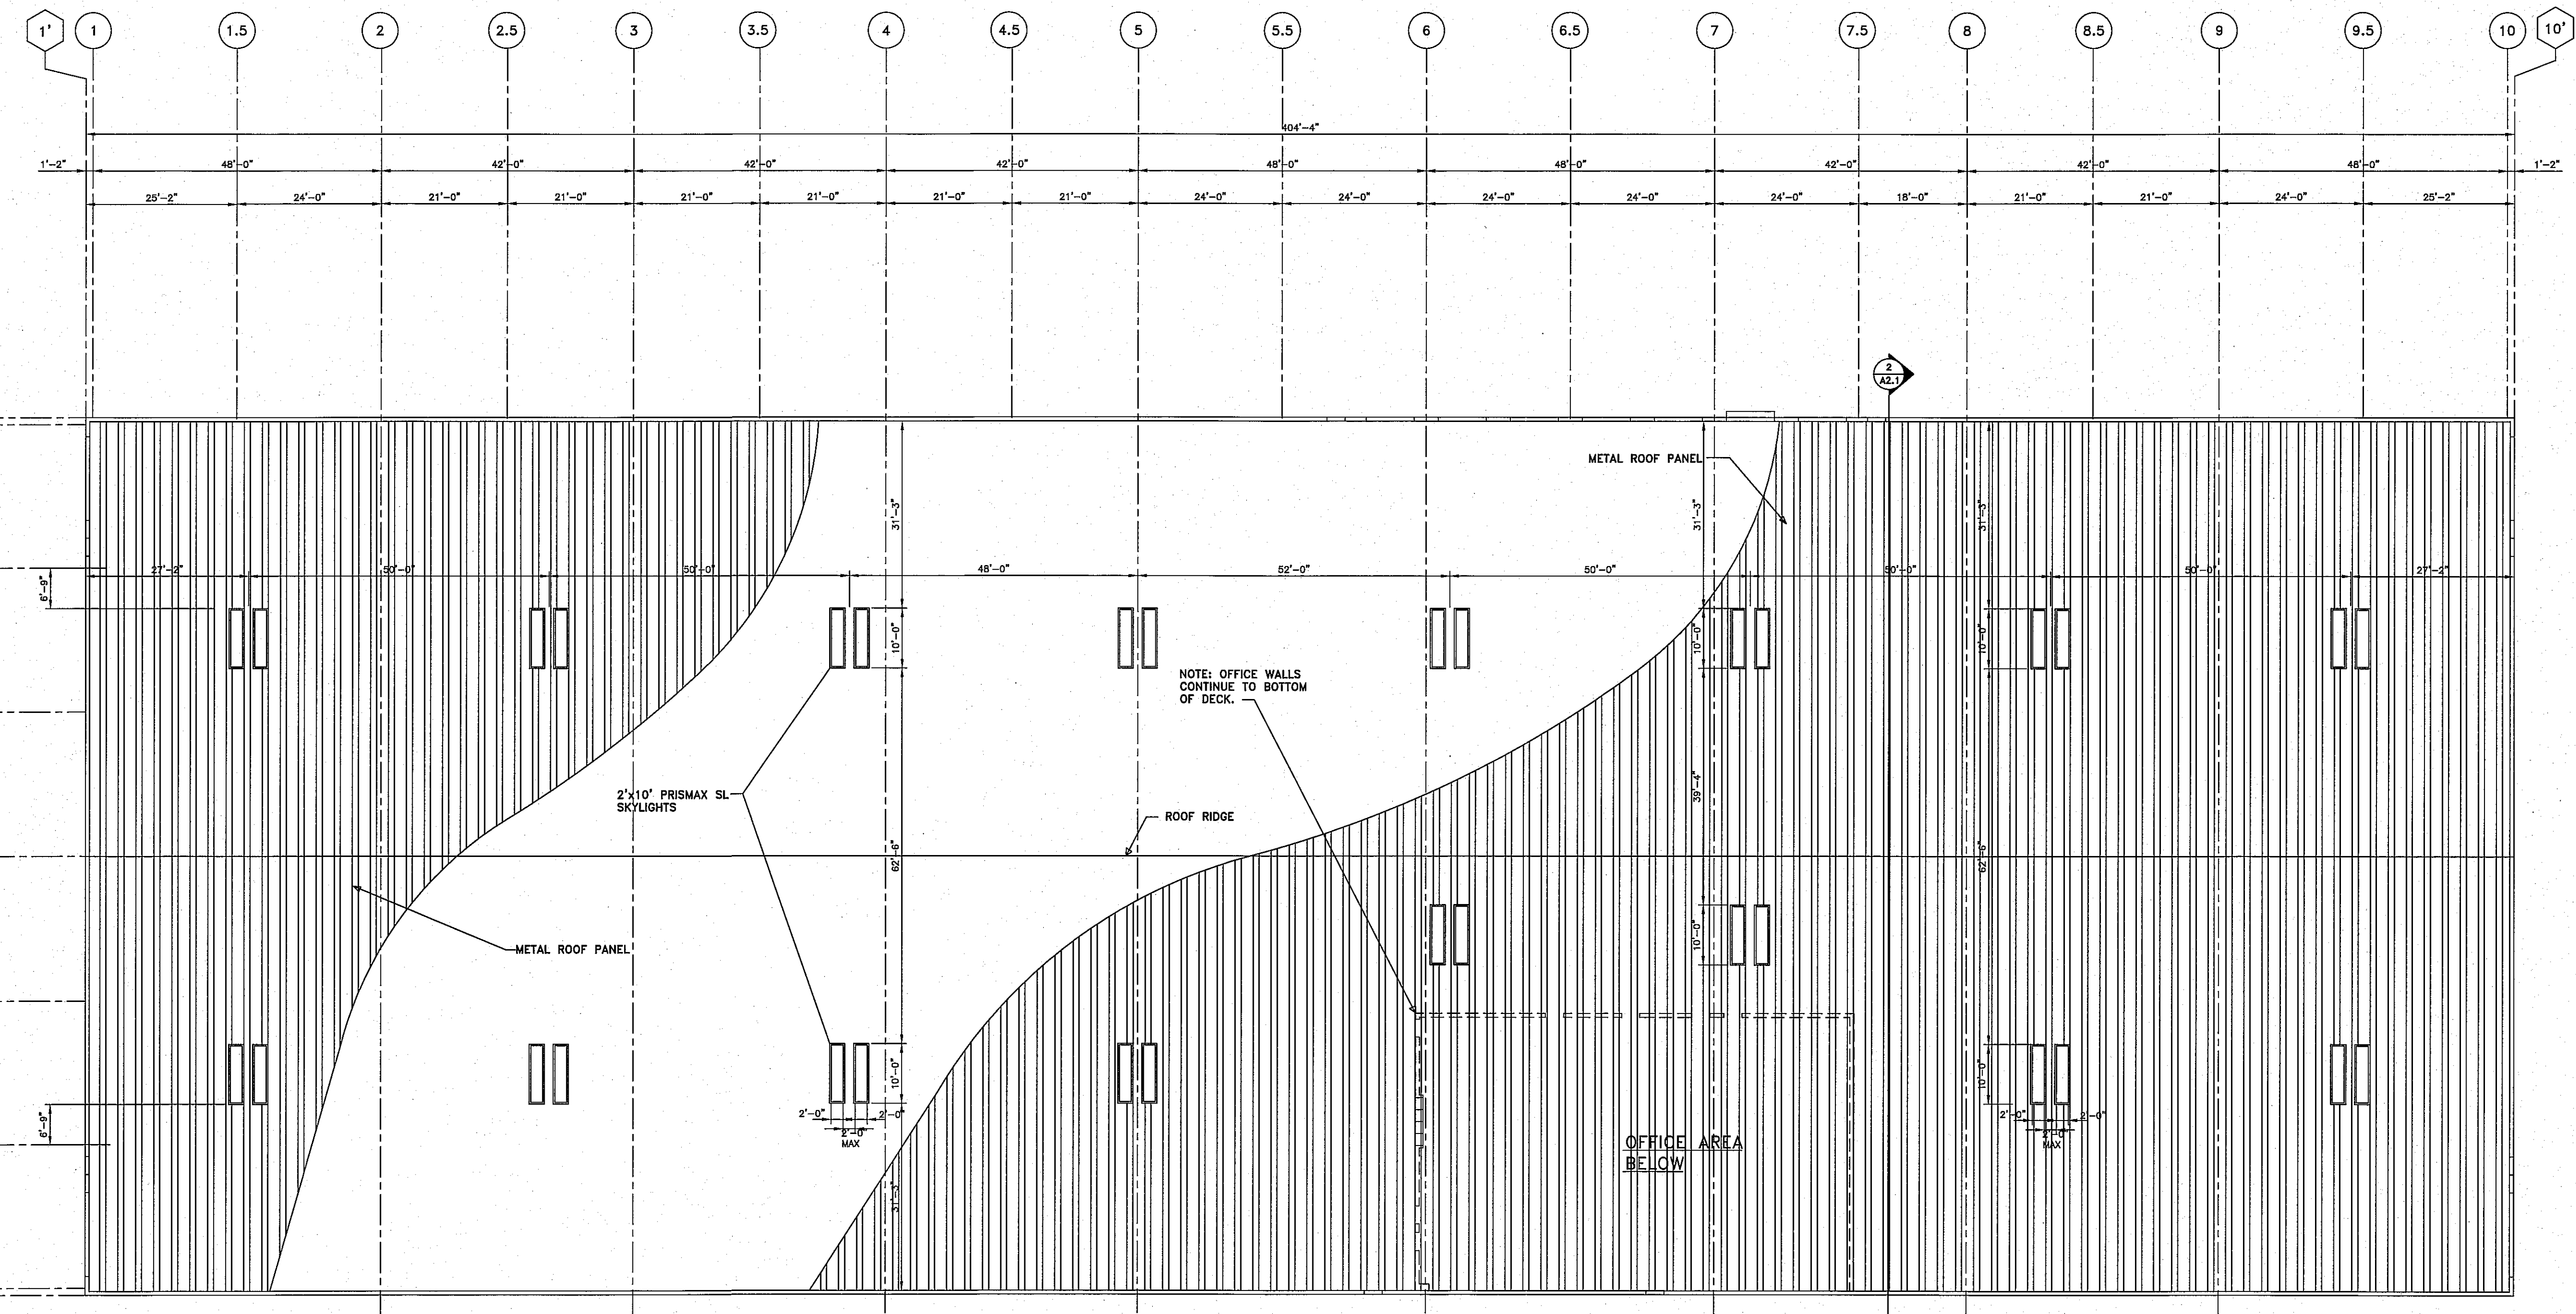 1' 1 1.5 2 2.5 3 3.5 4 4.5 5 5.5 6 6.5 7 7.5 8 8.5 9 9.5 10 10'
404'-4"
1'-2" 48'-0" 42'-0" 42'-0" 42'-0" 48'-0" 48'-0" 42'-0" 42'-0" 48'-0" 1'-2"
25'-2" 24'-0" 21'-0" 21'-0" 21'-0" 21'-0" 21'-0" 21'-0" 24'-0" 24'-0" 24'-0" 24'-0" 24'-0" 18'-0" 21'-0" 21'-0" 24'-0" 25'-2"
2
A2.1
METAL ROOF PANEL
31'-3" 31'-3" 31'-3"
27'-2" 50'-0" 50'-0" 48'-0" 52'-0" 50'-0" 50'-0" 50'-0" 27'-2"
6'-9"
10'-0" 10'-0" 10'-0"
NOTE: OFFICE WALLS
CONTINUE TO BOTTOM
OF DECK.
2'x10' PRISMAX SL
SKYLIGHTS
39'-4"
ROOF RIDGE
62'-6" 62'-6"
METAL ROOF PANEL
10'-0"
10'-0" 10'-0"
6'-9"
2'-0" 2'-0" 2'-0" 2'-0"
2'-0" 2'-0"
MAX MAX
OFFICE AREA
BELOW
31'-3"